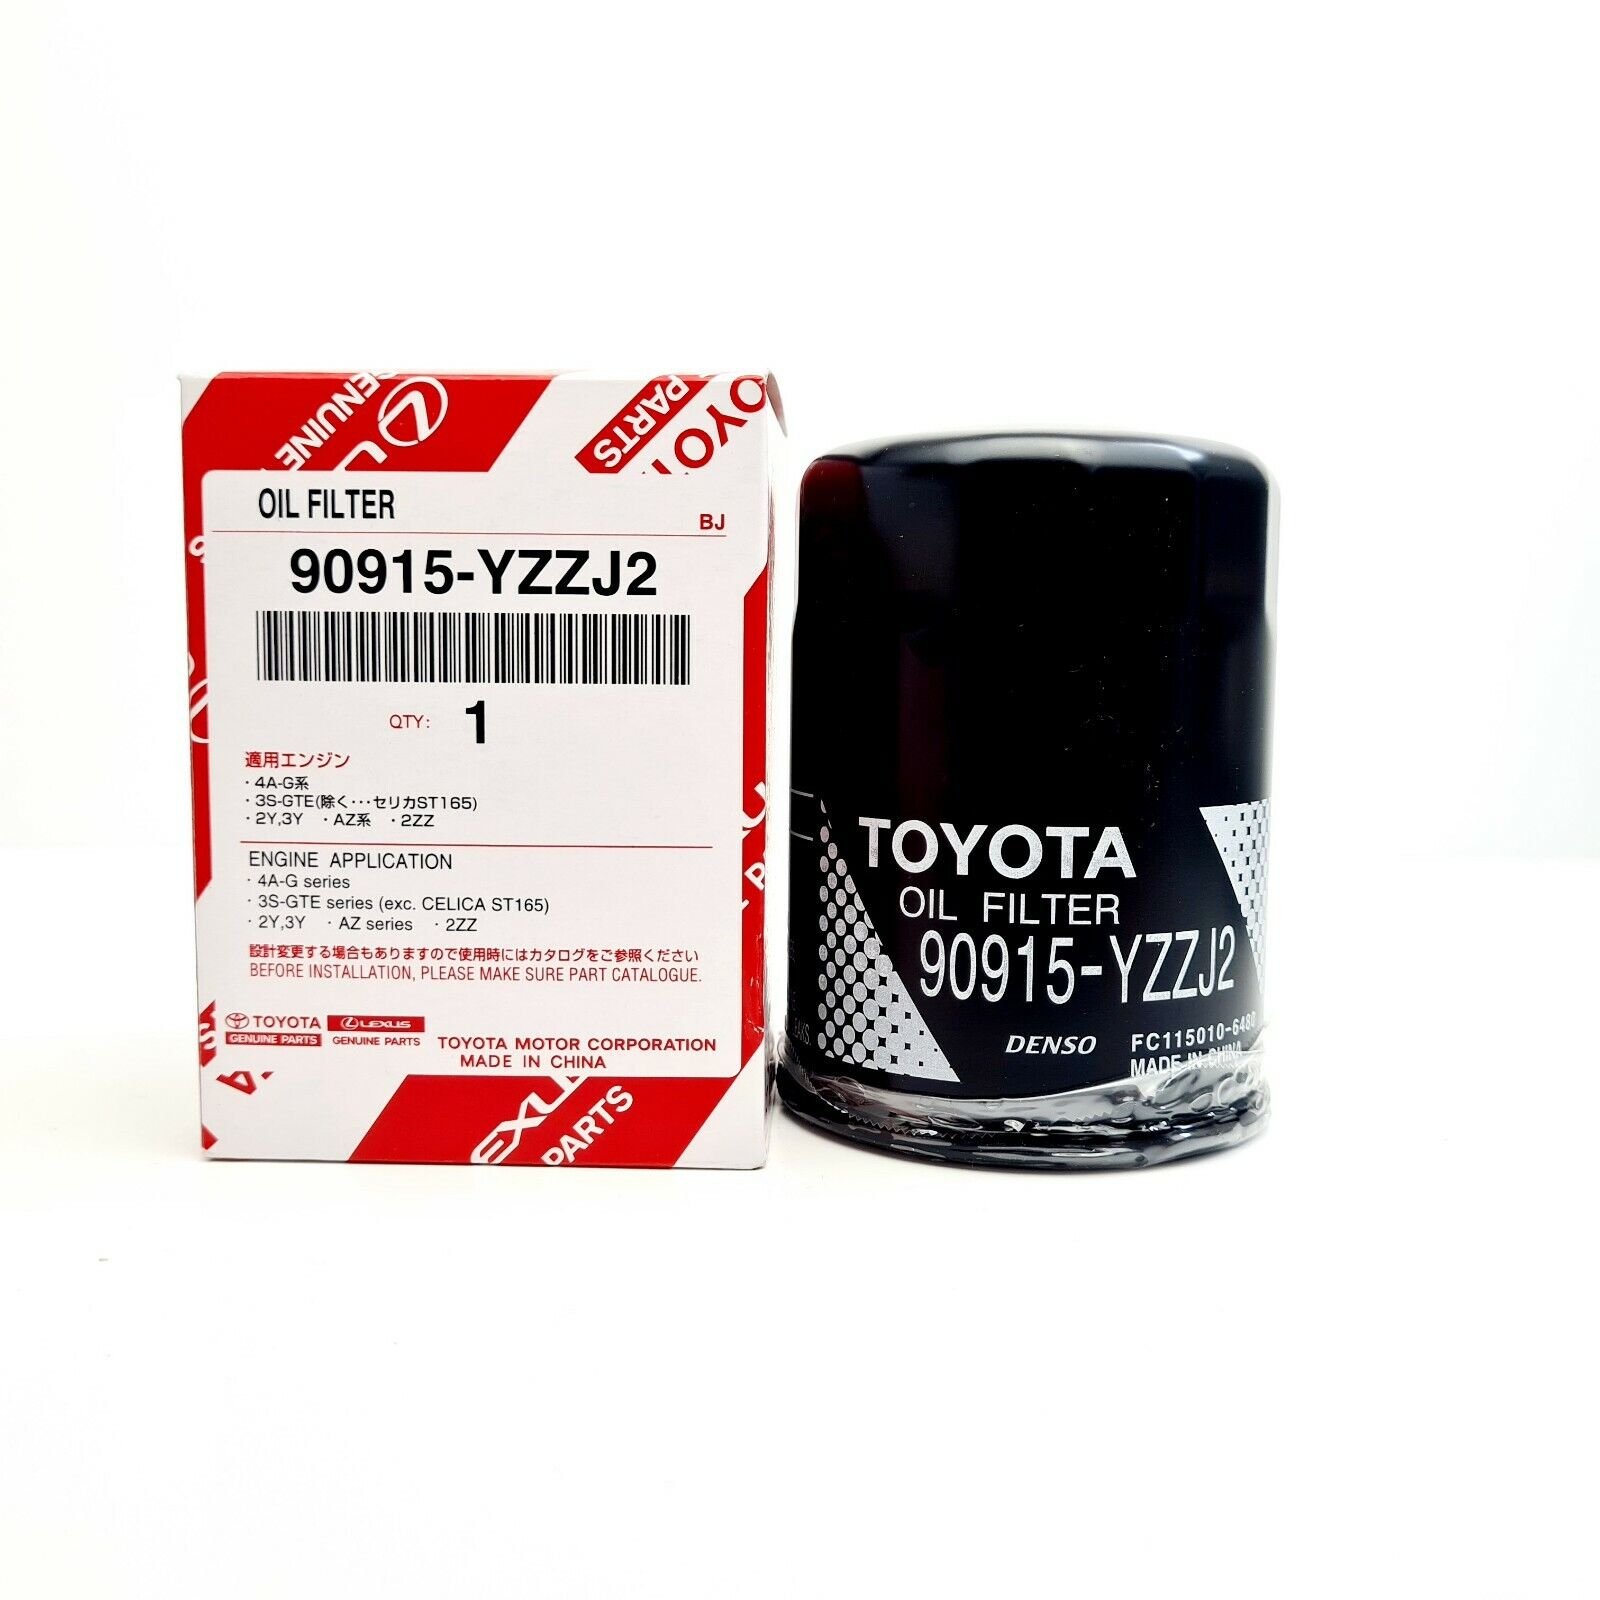 LEXUS
GENUINE
TOYOTA
PARTS
OIL FILTER
BJ
90915-YZZJ2
QTY: 1
適用エンジン
・4A-G系
・3S-GTE(除く・・・セリカST165)
・2Y,3Y ・AZ系 ・2ZZ
ENGINE APPLICATION
・4A-G series
・3S-GTE series (exc. CELICA ST165)
・2Y,3Y ・AZ series ・2ZZ
設計変更する場合もありますので使用時にはカタログをご参照ください
BEFORE INSTALLATION, PLEASE MAKE SURE PART CATALOGUE.
TOYOTA
GENUINE PARTS
LEXUS
GENUINE PARTS
TOYOTA MOTOR CORPORATION
MADE IN CHINA
LEXUS
PARTS
TOYOTA
OIL FILTER
90915-YZZJ2
DENSO
FC115010-6480
MADE IN CHINA